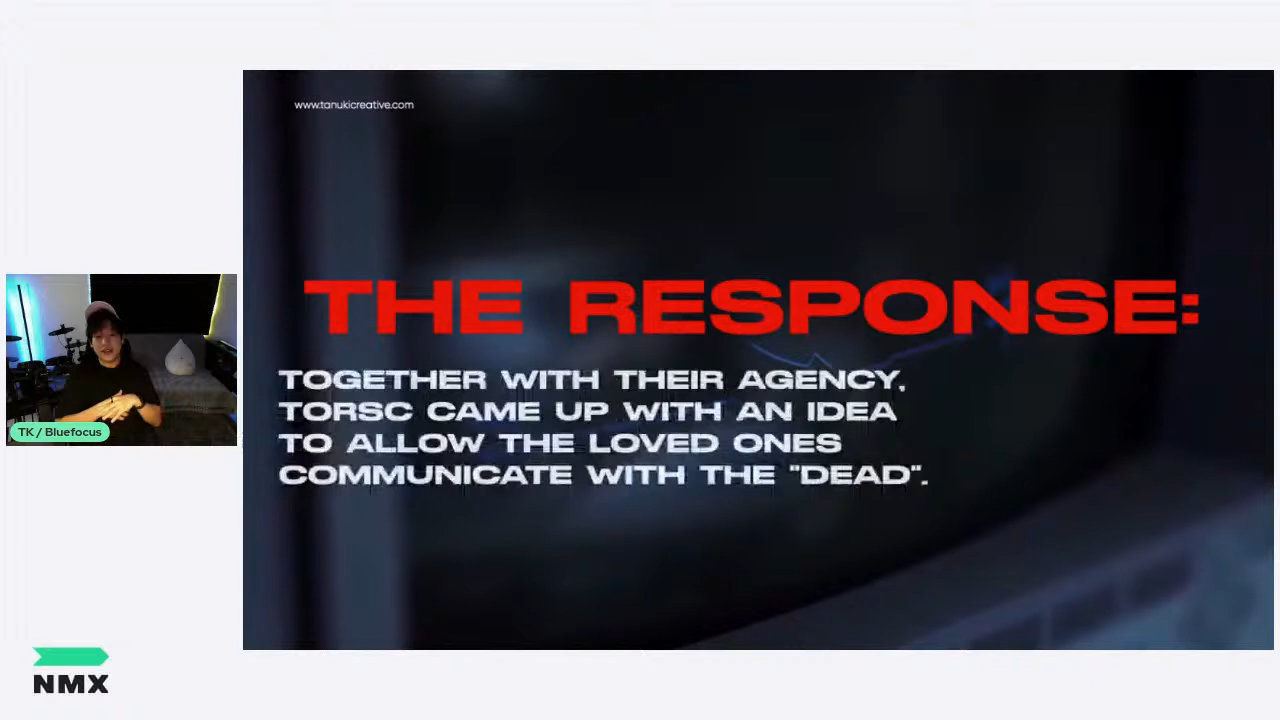 www.tanukicreative.com
THE RESPONSE:
TOGETHER WITH THEIR AGENCY,
TORSC CAME UP WITH AN IDEA
TO ALLOW THE LOVED ONES
COMMUNICATE WITH THE "DEAD".
TK / Bluefocus
NMX